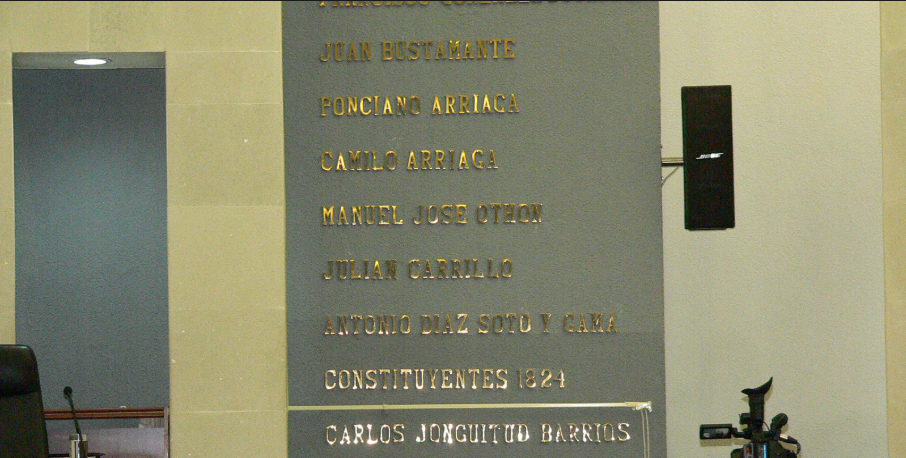 JUAN BUSTAMANTE
PONCIANO ARRIAGA
CAMILO ARRIAGA
MANUEL JOSE OTHON
JULIAN CARRILLO
ANTONIO DIAZ SOTO Y GAMA
CONSTITUYENTES 1824
CARLOS JONGUITUD BARRIOS
BOSE